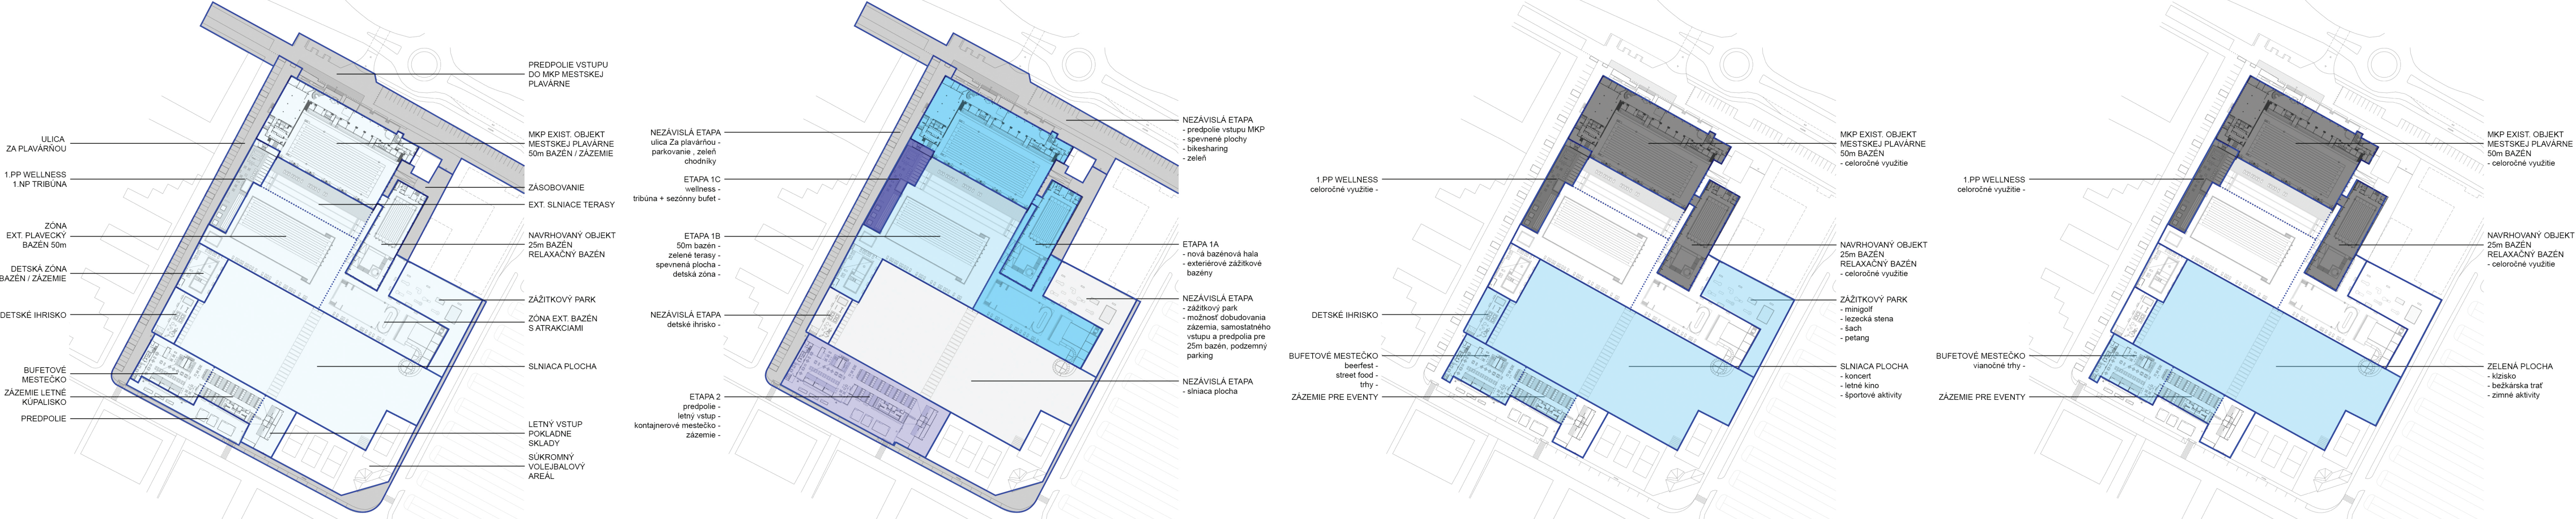 ULICA
ZA PLAVÁRŇOU
1.PP WELLNESS
1.NP TRIBÚNA
ZÓNA
EXT. PLAVECKÝ
BAZÉN 50m
DETSKÁ ZÓNA
BAZÉN / ZÁZEMIE
DETSKÉ IHRISKO
BUFETOVÉ
MESTEČKO
ZÁZEMIE LETNÉ
KÚPALISKO
PREDPOLIE
PREDPOLIE VSTUPU
DO MKP MESTSKEJ
PLAVÁRNE
MKP EXIST. OBJEKT
MESTSKEJ PLAVÁRNE
50m BAZÉN / ZÁZEMIE
ZÁSOBOVANIE
EXT. SLNIACE TERASY
NAVRHOVANÝ OBJEKT
25m BAZÉN
RELAXAČNÝ BAZÉN
ZÁŽITKOVÝ PARK
ZÓNA EXT. BAZÉN
S ATRAKCIAMI
SLNIACA PLOCHA
LETNÝ VSTUP
POKLADNE
SKLADY
SÚKROMNÝ
VOLEJBALOVÝ
AREÁL
NEZÁVISLÁ ETAPA
ulica Za plavárňou -
parkovanie , zeleň
chodníky
ETAPA 1C
wellness -
tribúna + sezónny bufet -
ETAPA 1B
50m bazén -
zelené terasy -
spevnená plocha -
detská zóna -
NEZÁVISLÁ ETAPA
detské ihrisko -
ETAPA 2
predpolie -
letný vstup -
kontajnerové mestečko -
zázemie -
NEZÁVISLÁ ETAPA
- predpolie vstupu MKP
- spevnené plochy
- bikesharing
- zeleň
ETAPA 1A
- nová bazénová hala
- exteriérové zážitkové
bazény
NEZÁVISLÁ ETAPA
- zážitkový park
- možnosť dobudovania
zázemia, samostatného
vstupu a predpolia pre
25m bazén, podzemný
parking
NEZÁVISLÁ ETAPA
- slniaca plocha
1.PP WELLNESS
celoročné využitie -
DETSKÉ IHRISKO
BUFETOVÉ MESTEČKO
beerfest -
street food -
trhy -
ZÁZEMIE PRE EVENTY
MKP EXIST. OBJEKT
MESTSKEJ PLAVÁRNE
50m BAZÉN
- celoročné využitie
NAVRHOVANÝ OBJEKT
25m BAZÉN
RELAXAČNÝ BAZÉN
- celoročné využitie
ZÁŽITKOVÝ PARK
- minigolf
- lezecká stena
- šach
- petang
SLNIACA PLOCHA
- koncert
- letné kino
- športové aktivity
1.PP WELLNESS
celoročné využitie -
BUFETOVÉ MESTEČKO
vianočné trhy -
ZÁZEMIE PRE EVENTY
MKP EXIST. OBJEKT
MESTSKEJ PLAVÁRNE
50m BAZÉN
- celoročné využitie
NAVRHOVANÝ OBJEKT
25m BAZÉN
RELAXAČNÝ BAZÉN
- celoročné využitie
ZELENÁ PLOCHA
- klzisko
- bežkárska trať
- zimné aktivity